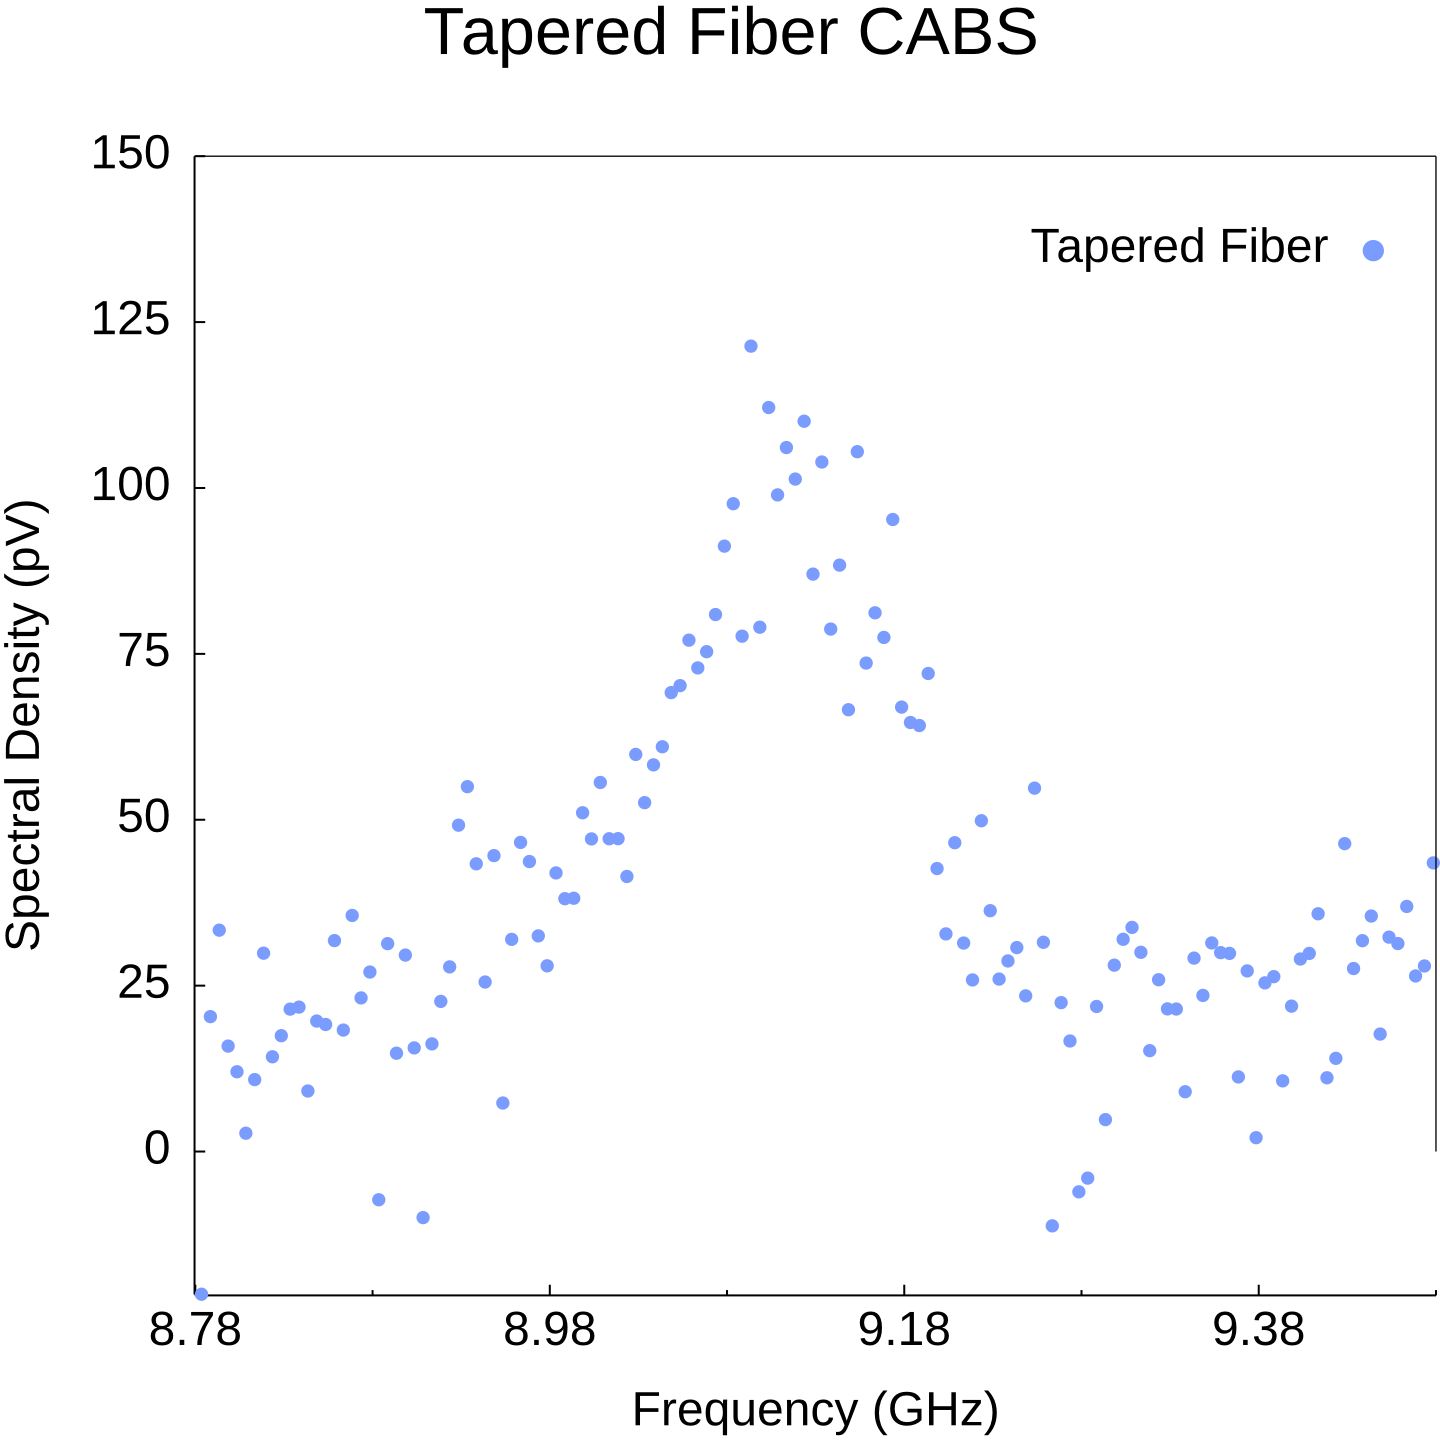 Tapered Fiber CABS
150
Tapered Fiber
125
100
75
50
25
0
Spectral Density (pV)
8.78 8.98 9.18 9.38
Frequency (GHz)